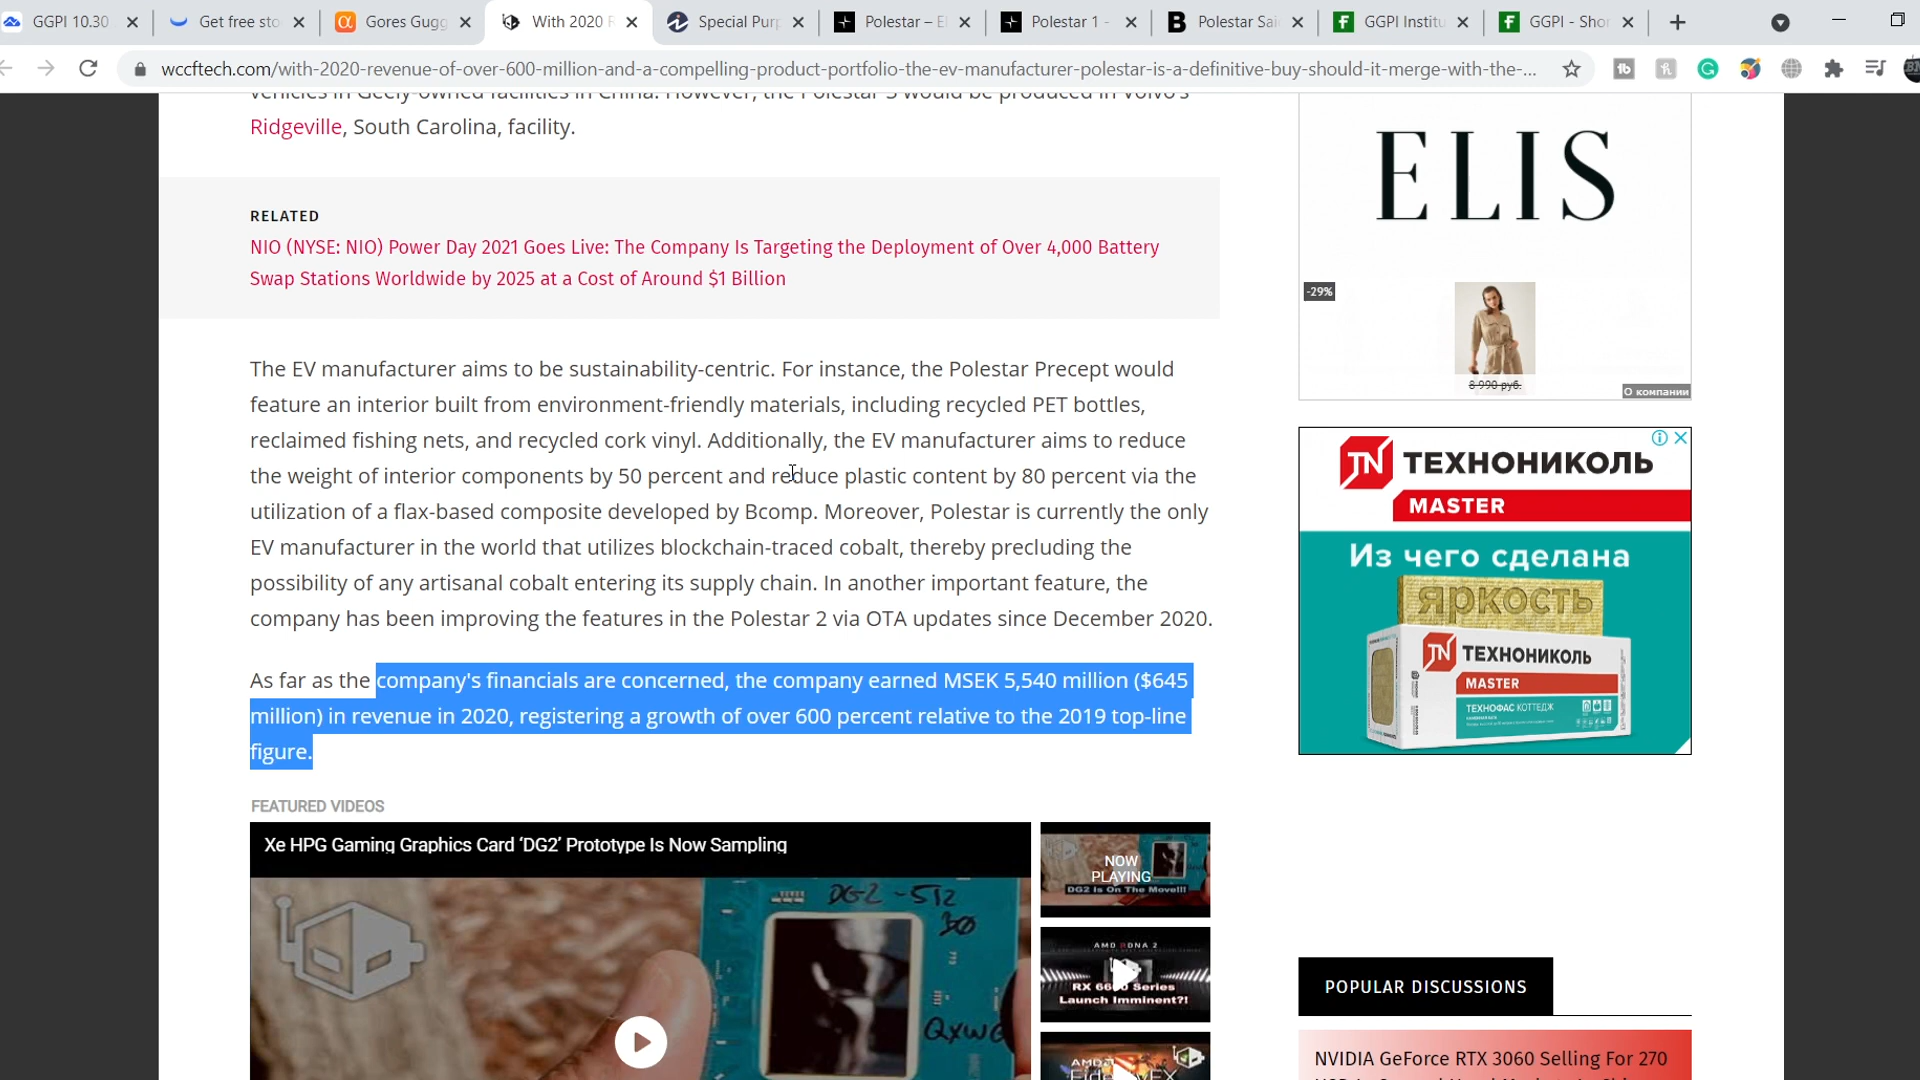 GGPI 10.30
Get free sto
Gores Gugg
With 2020 R
Special Purp
Polestar – El
Polestar 1 -
Polestar Sai
GGPI Institu
GGPI - Shor
wccftech.com/with-2020-revenue-of-over-600-million-and-a-compelling-product-portfolio-the-ev-manufacturer-polestar-is-a-definitive-buy-should-it-merge-with-the-...
vehicles in Geely-owned facilities in China. However, the Polestar 3 would be produced in Volvo's
Ridgeville, South Carolina, facility.
RELATED
NIO (NYSE: NIO) Power Day 2021 Goes Live: The Company Is Targeting the Deployment of Over 4,000 Battery
Swap Stations Worldwide by 2025 at a Cost of Around $1 Billion
The EV manufacturer aims to be sustainability-centric. For instance, the Polestar Precept would
feature an interior built from environment-friendly materials, including recycled PET bottles,
reclaimed fishing nets, and recycled cork vinyl. Additionally, the EV manufacturer aims to reduce
the weight of interior components by 50 percent and reduce plastic content by 80 percent via the
utilization of a flax-based composite developed by Bcomp. Moreover, Polestar is currently the only
EV manufacturer in the world that utilizes blockchain-traced cobalt, thereby precluding the
possibility of any artisanal cobalt entering its supply chain. In another important feature, the
company has been improving the features in the Polestar 2 via OTA updates since December 2020.
As far as the company's financials are concerned, the company earned MSEK 5,540 million ($645
million) in revenue in 2020, registering a growth of over 600 percent relative to the 2019 top-line
figure.
FEATURED VIDEOS
Xe HPG Gaming Graphics Card ‘DG2’ Prototype Is Now Sampling
DG2-512
QXWG
NOW
PLAYING
DG2 Is On The Move!!!
AMD RDNA 2
Series
Launch Imminent?!
AMD
ELIS
-29%
8 990 руб.
О компании
TN ТЕХНОНИКОЛЬ
MASTER
Из чего сделана
ЯРКОСТЬ
TN ТЕХНОНИКОЛЬ
MASTER
ТЕХНОФАС КОТТЕДЖ
POPULAR DISCUSSIONS
NVIDIA GeForce RTX 3060 Selling For 270